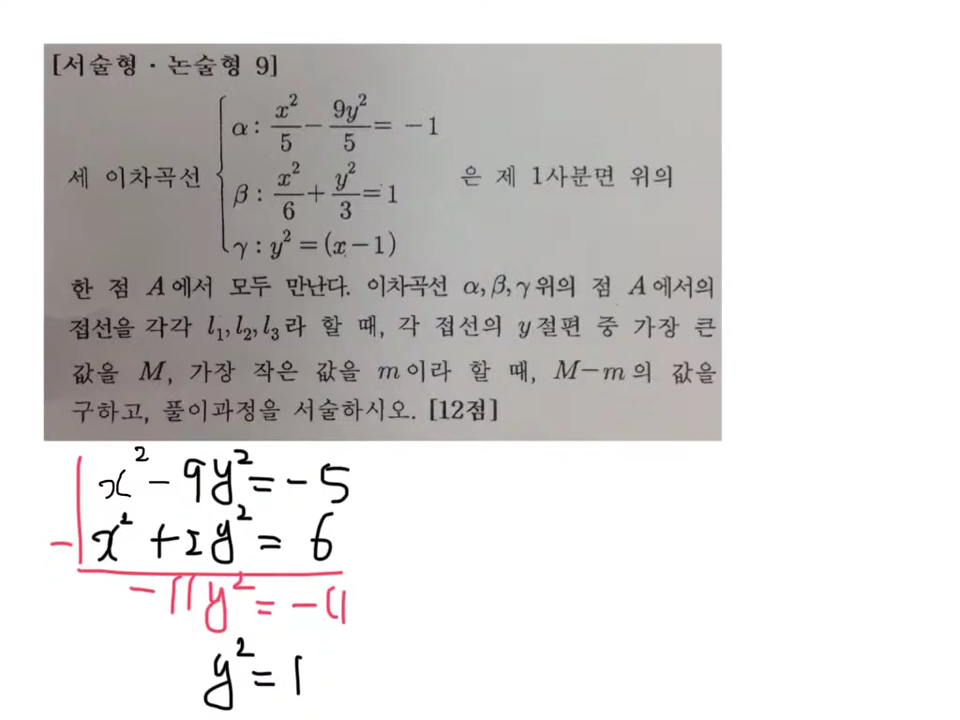 [서술형·논술형 9]
세 이차곡선 { α: x²/5 − 9y²/5 = −1
β: x²/6 + y²/3 = 1 은 제 1사분면 위의
γ: y² = (x−1)
한 점 A에서 모두 만난다. 이차곡선 α, β, γ위의 점 A에서의
접선을 각각 l₁, l₂, l₃라 할 때, 각 접선의 y절편 중 가장 큰
값을 M, 가장 작은 값을 m이라 할 때, M−m의 값을
구하고, 풀이과정을 서술하시오. [12점]
x² − 9y² = −5
− x² + 2y² = 6
−11y² = −11
y² = 1